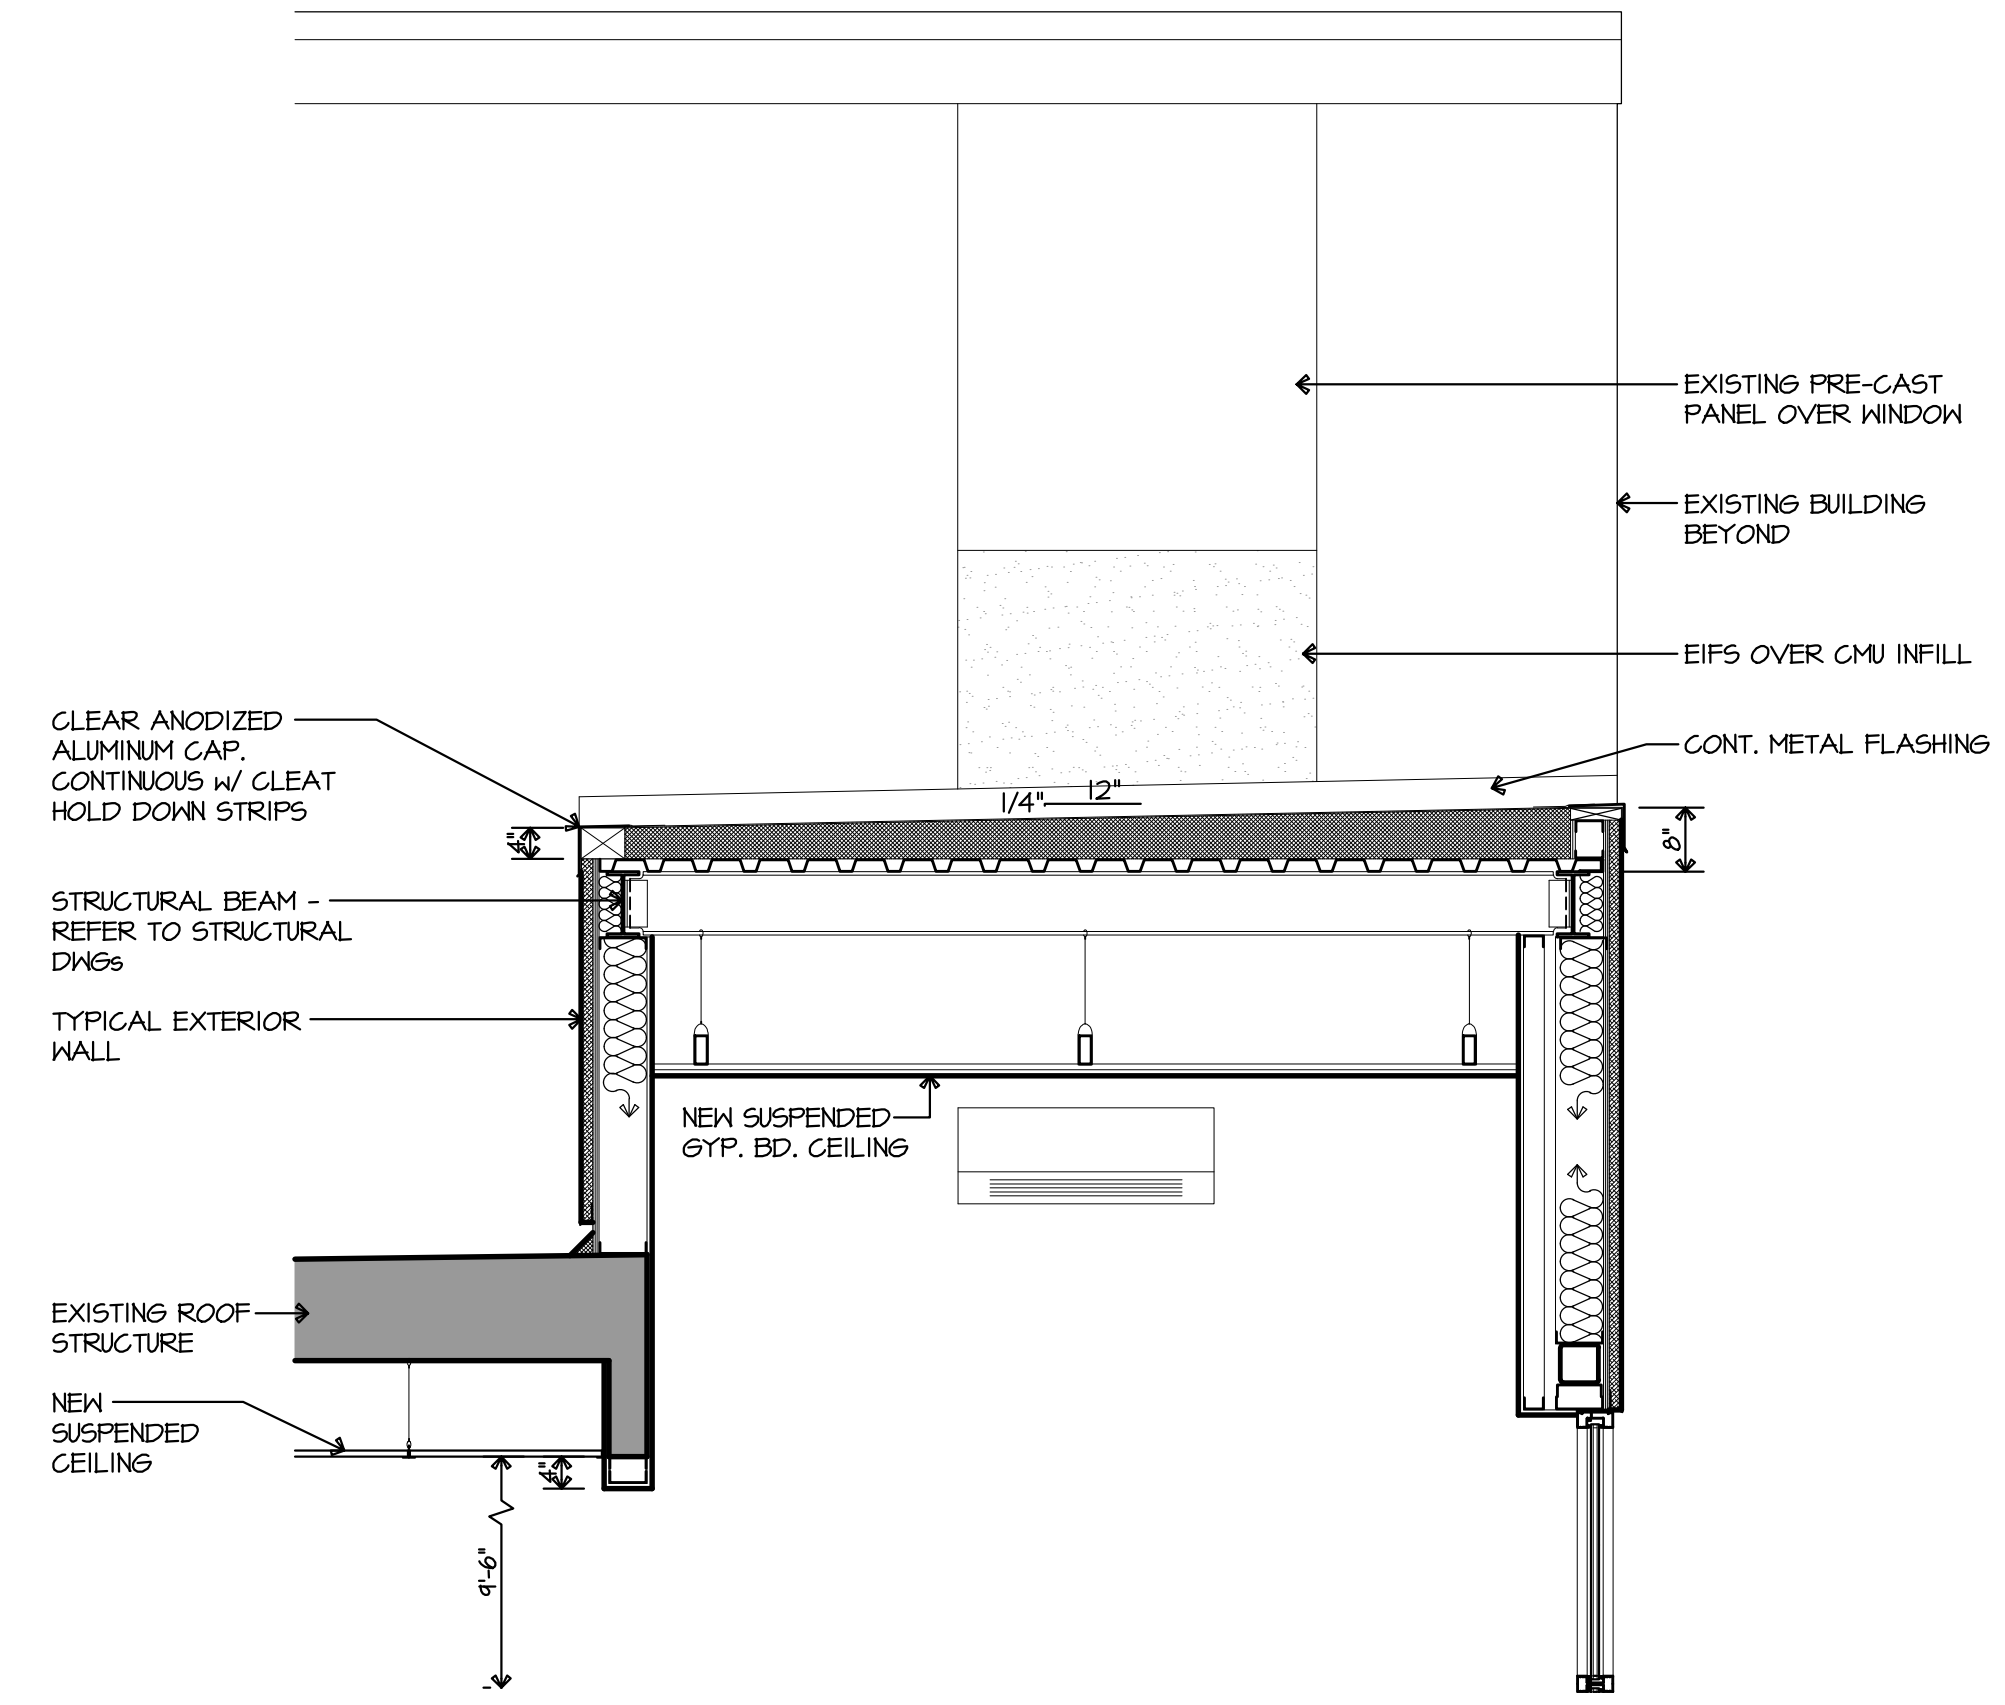 EXISTING PRE-CAST
PANEL OVER WINDOW
EXISTING BUILDING
BEYOND
EIFS OVER CMU INFILL
CONT. METAL FLASHING
CLEAR ANODIZED
ALUMINUM CAP.
CONTINUOUS w/ CLEAT
HOLD DOWN STRIPS
12"
1/4"
4"
8"
STRUCTURAL BEAM -
REFER TO STRUCTURAL
DWGs
TYPICAL EXTERIOR
WALL
NEW SUSPENDED
GYP. BD. CEILING
EXISTING ROOF
STRUCTURE
NEW
SUSPENDED
CEILING
4"
9'-6"